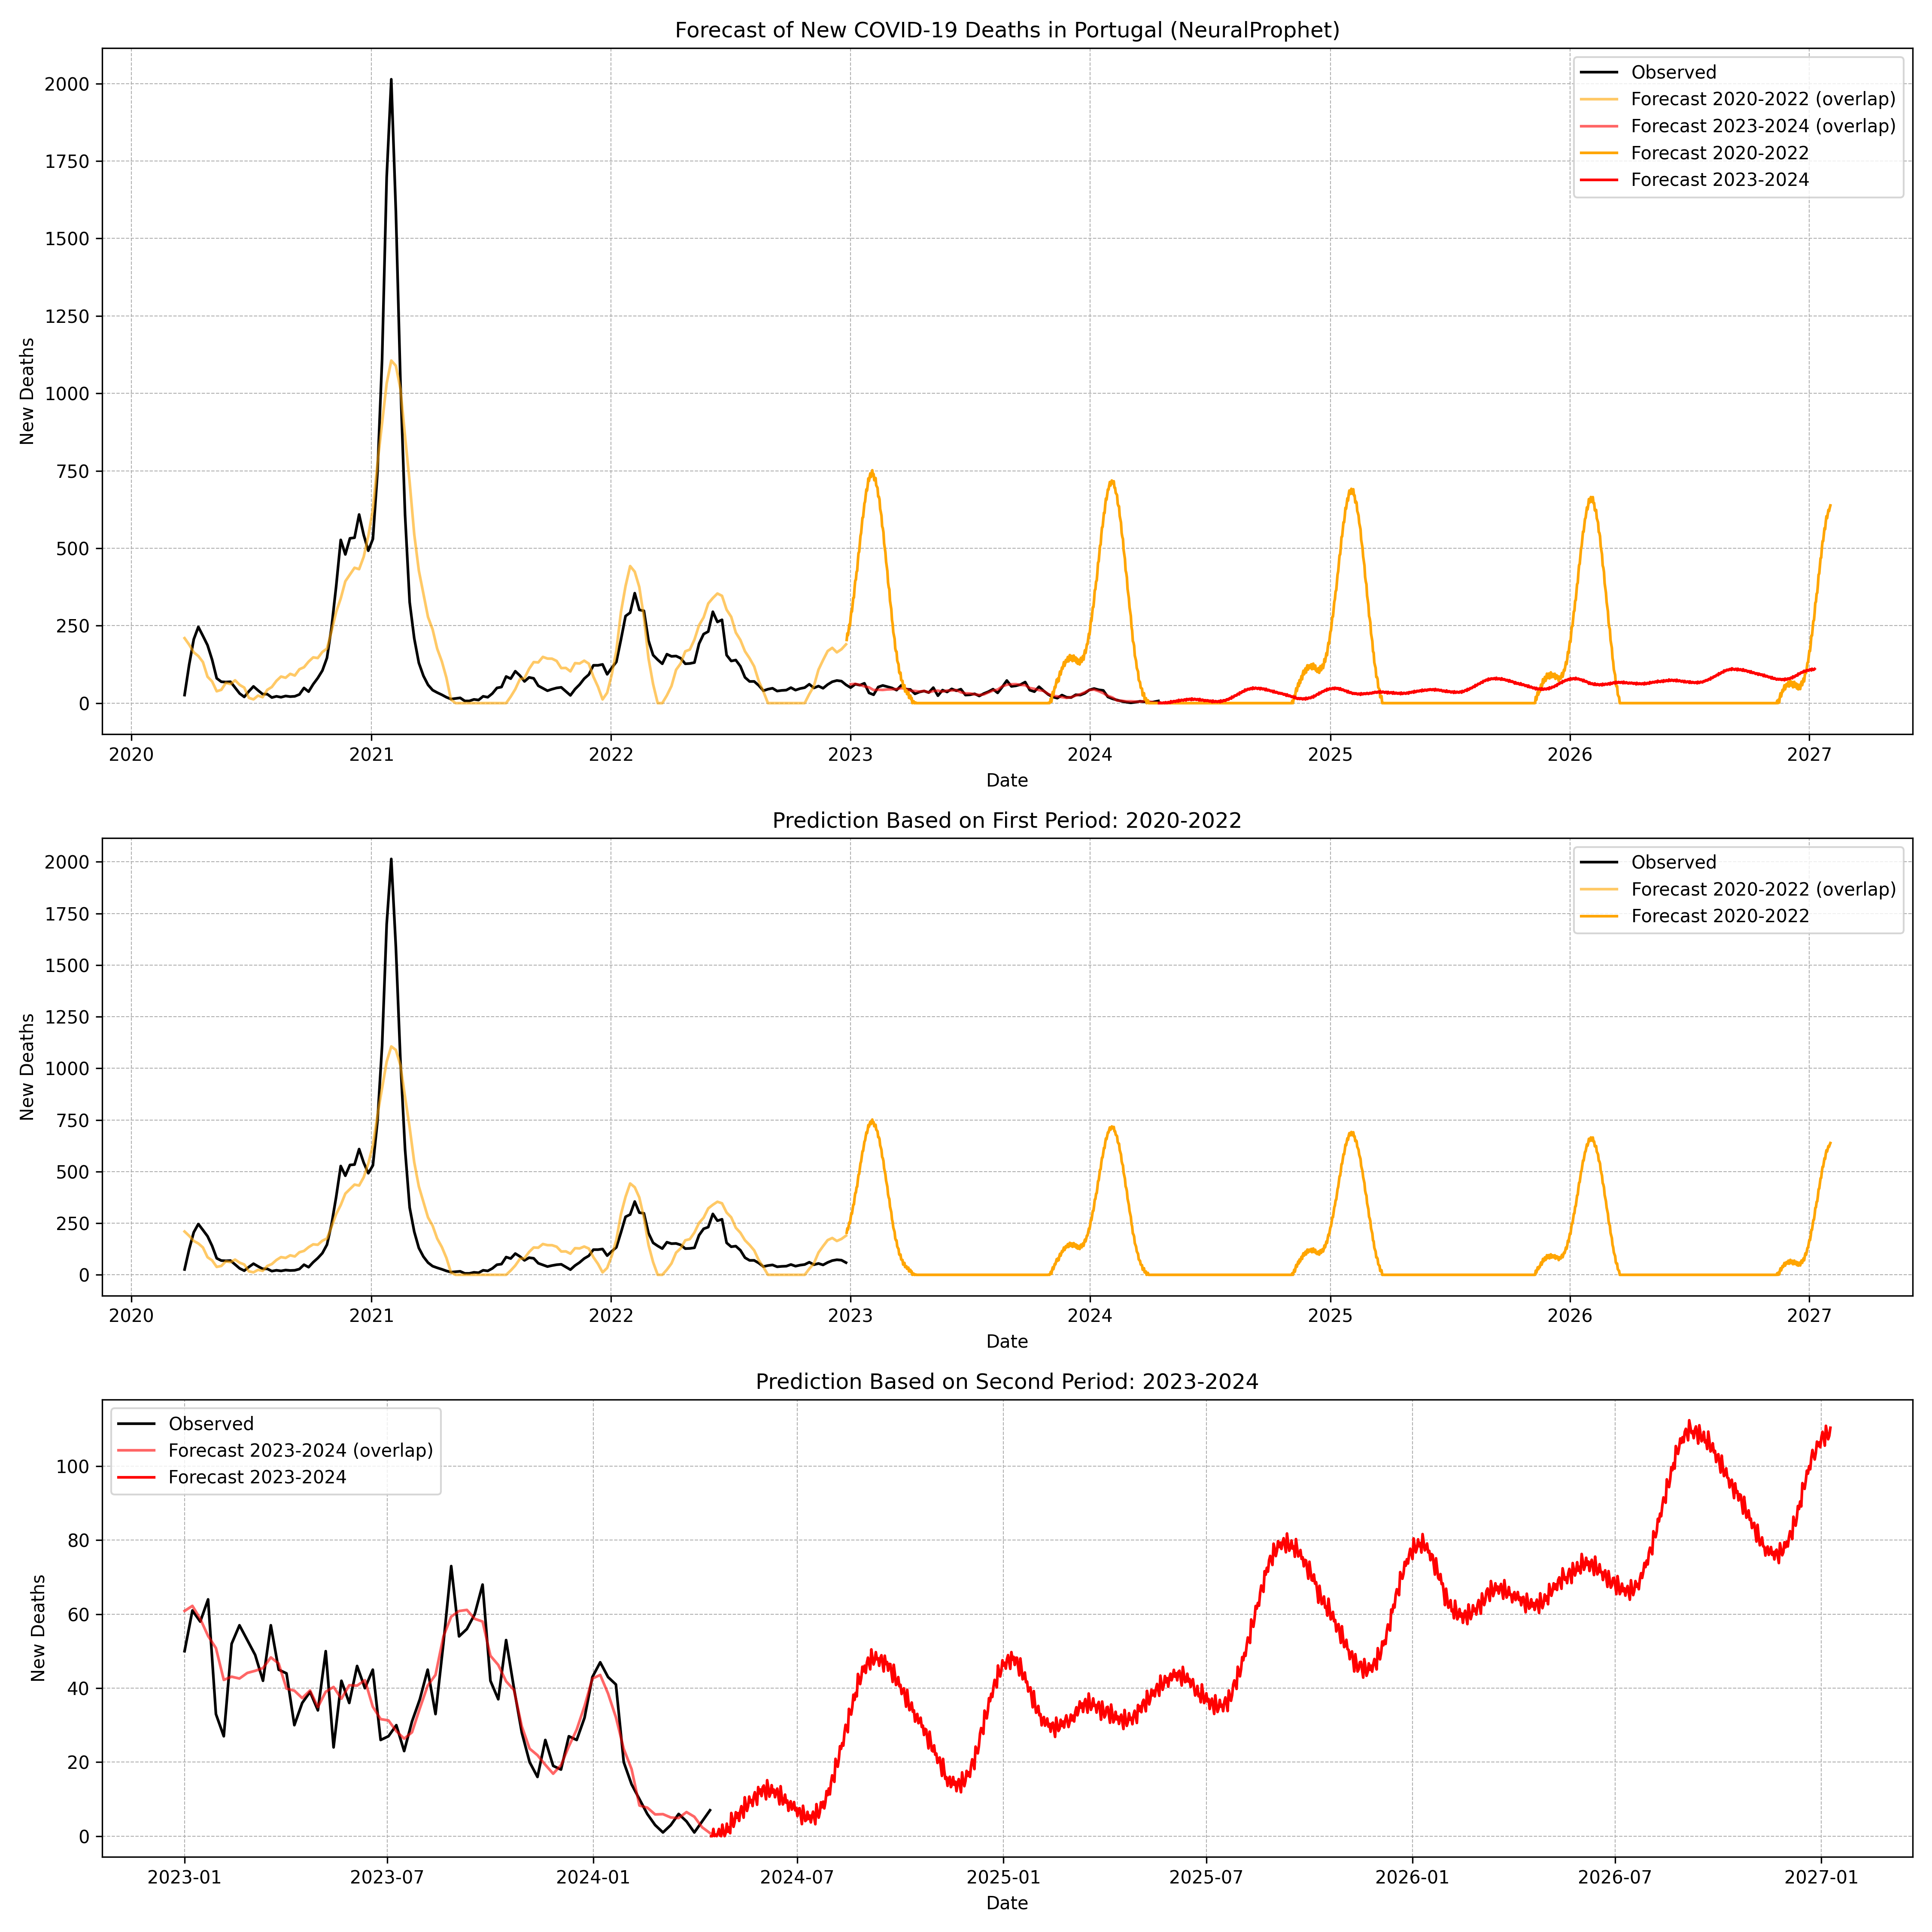 Forecast of New COVID-19 Deaths in Portugal (NeuralProphet)
Observed
Forecast 2020-2022 (overlap)
Forecast 2023-2024 (overlap)
Forecast 2020-2022
Forecast 2023-2024
New Deaths
2000
1750
1500
1250
1000
750
500
250
0
2020 2021 2022 2023 2024 2025 2026 2027
Date
Prediction Based on First Period: 2020-2022
Observed
Forecast 2020-2022 (overlap)
Forecast 2020-2022
New Deaths
2000
1750
1500
1250
1000
750
500
250
0
2020 2021 2022 2023 2024 2025 2026 2027
Date
Prediction Based on Second Period: 2023-2024
Observed
Forecast 2023-2024 (overlap)
Forecast 2023-2024
New Deaths
100
80
60
40
20
0
2023-01 2023-07 2024-01 2024-07 2025-01 2025-07 2026-01 2026-07 2027-01
Date